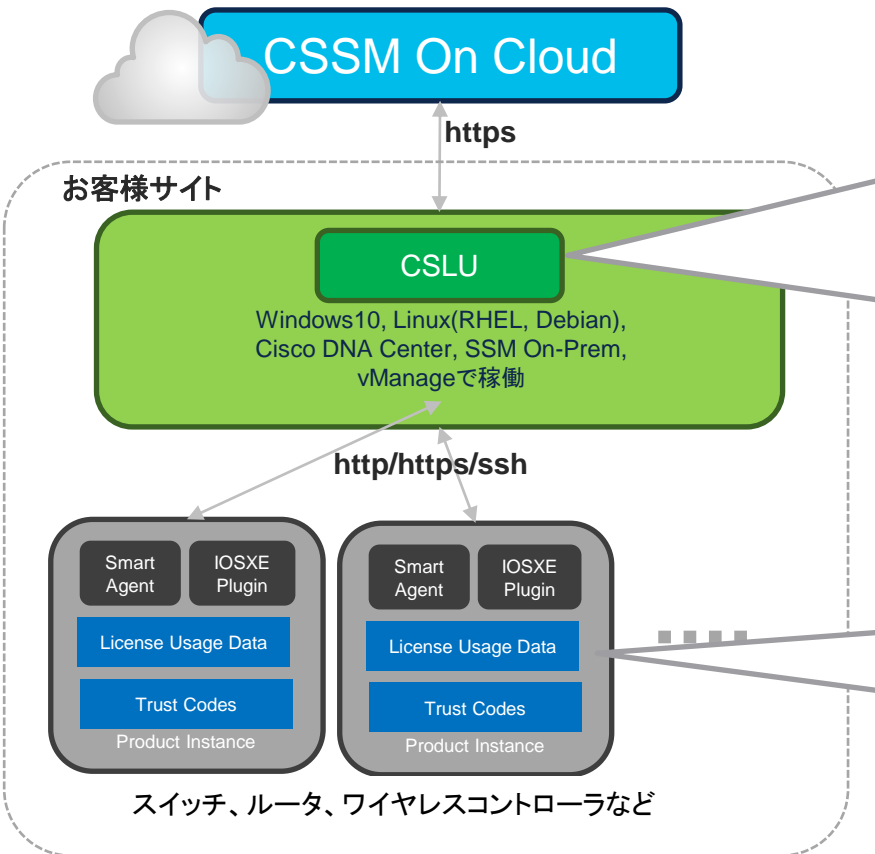 CSSM On Cloud
https
お客様サイト
CSLU
Windows10, Linux(RHEL, Debian),
Cisco DNA Center, SSM On-Prem,
vManageで稼働
http/https/ssh
Smart
Agent
IOSXE
Plugin
License Usage Data
Trust Codes
Product Instance
Smart
Agent
IOSXE
Plugin
License Usage Data
Trust Codes
Product Instance
スイッチ、ルータ、ワイヤレスコントローラなど